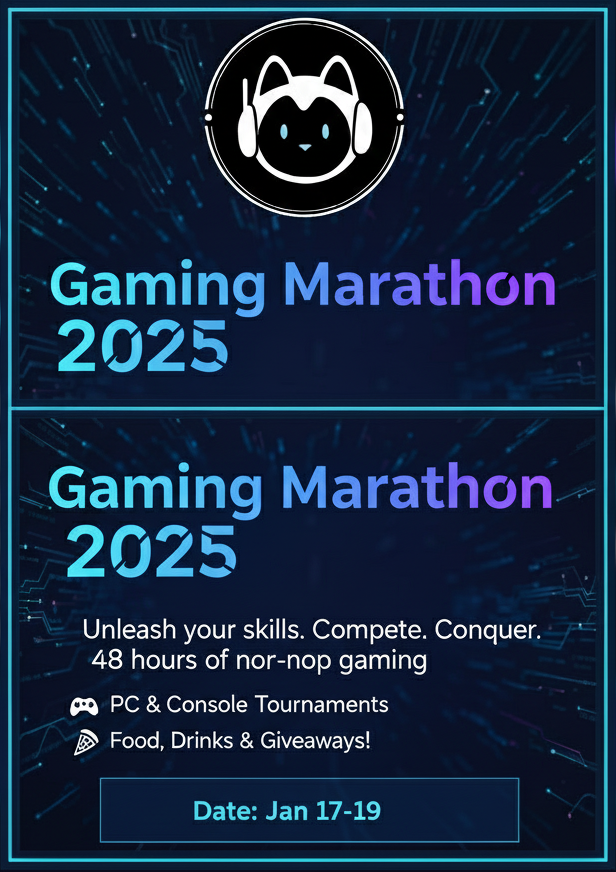 Gaming Marathon
2025
Gaming Marathon
2025
Unleash your skills. Compete. Conquer.
48 hours of nor-nop gaming
PC & Console Tournaments
Food, Drinks & Giveaways!
Date: Jan 17-19